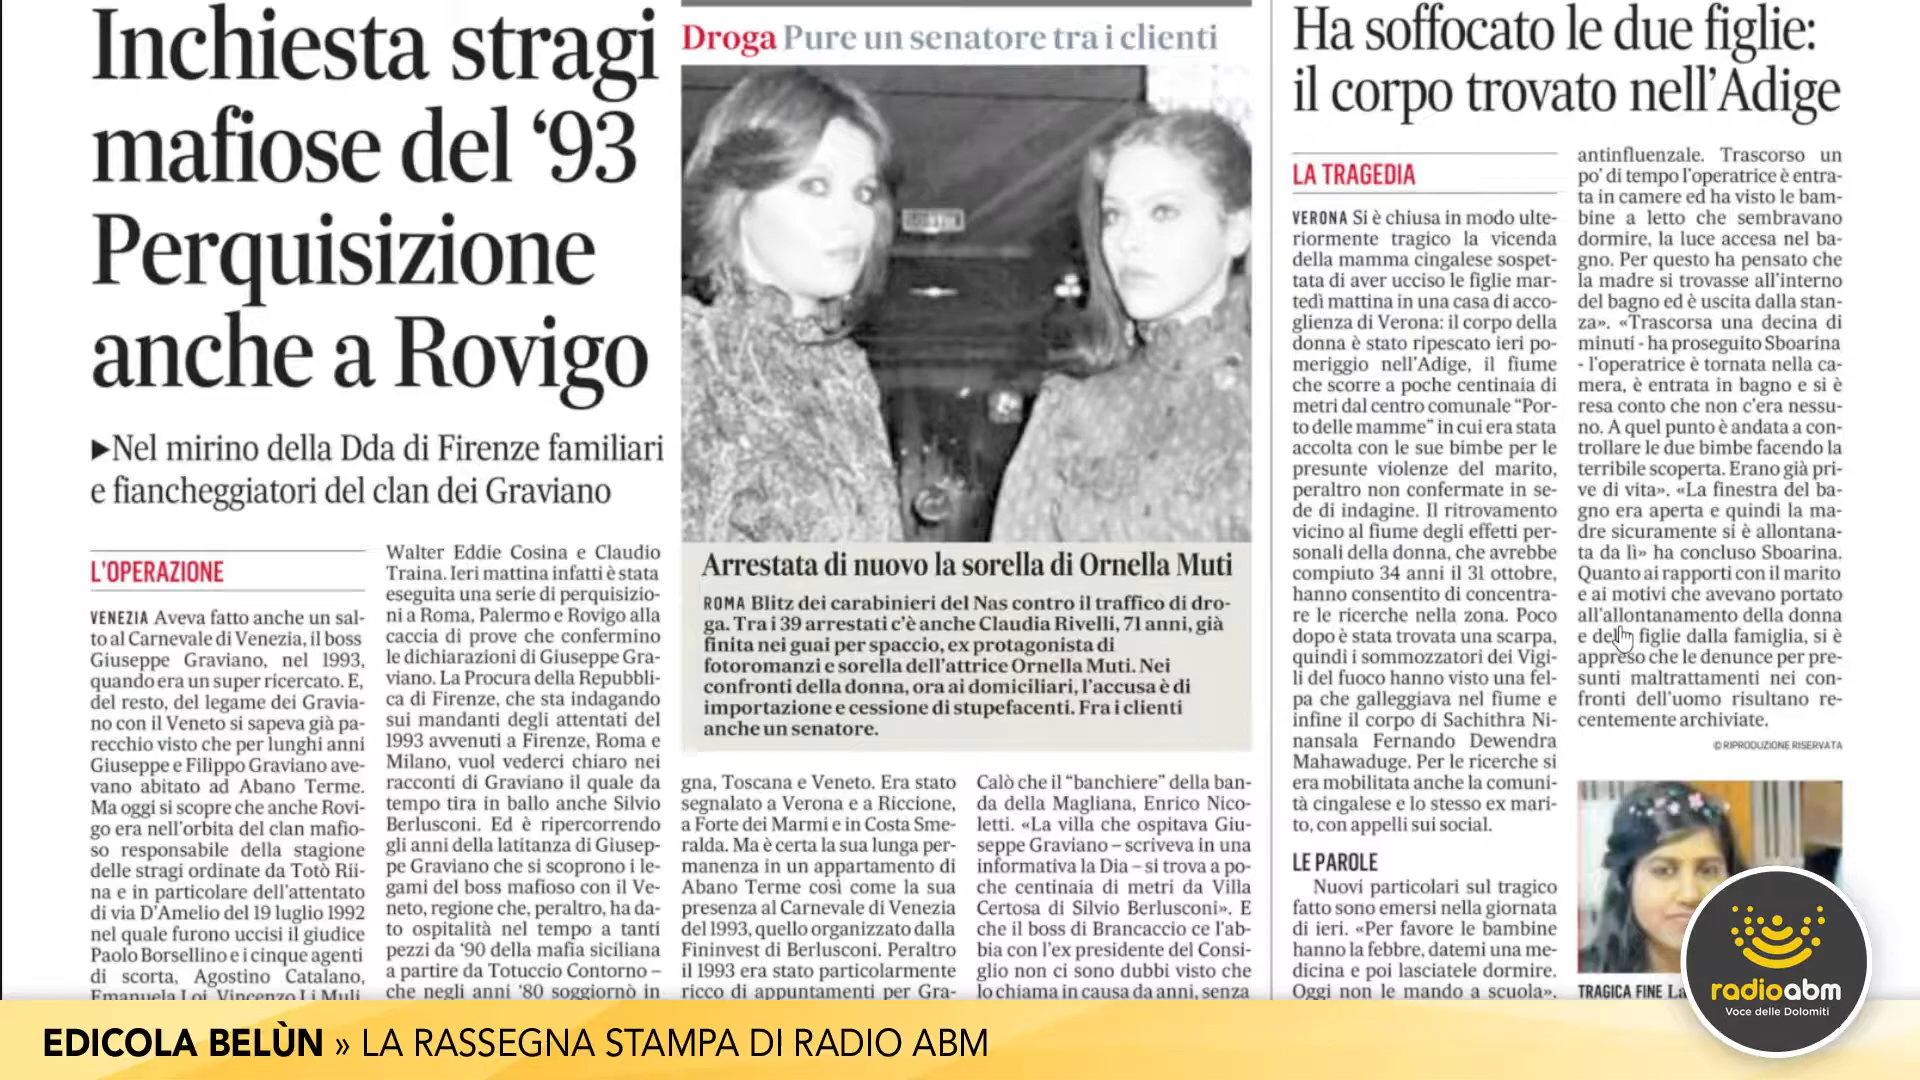 Inchiesta stragi
mafiose del ‘93
Perquisizione
anche a Rovigo
▶Nel mirino della Dda di Firenze familiari
e fiancheggiatori del clan dei Graviano
L'OPERAZIONE
VENEZIA Aveva fatto anche un sal-
to al Carnevale di Venezia, il boss
Giuseppe Graviano, nel 1993,
quando era un super ricercato. E,
del resto, del legame dei Gravia-
no con il Veneto si sapeva già pa-
recchio visto che per lunghi anni
Giuseppe e Filippo Graviano ave-
vano abitato ad Abano Terme.
Ma oggi si scopre che anche Rovi-
go era nell'orbita del clan mafio-
so responsabile della stagione
delle stragi ordinate da Totò Rii-
na e in particolare dell'attentato
di via D'Amelio del 19 luglio 1992
nel quale furono uccisi il giudice
Paolo Borsellino e i cinque agenti
di scorta, Agostino Catalano,
Emanuela Loi, Vincenzo Li Muli,
Walter Eddie Cosina e Claudio
Traina. Ieri mattina infatti è stata
eseguita una serie di perquisizio-
ni a Roma, Palermo e Rovigo alla
caccia di prove che confermino
le dichiarazioni di Giuseppe Gra-
viano. La Procura della Repubbli-
ca di Firenze, che sta indagando
sui mandanti degli attentati del
1993 avvenuti a Firenze, Roma e
Milano, vuol vederci chiaro nei
racconti di Graviano il quale da
tempo tira in ballo anche Silvio
Berlusconi. Ed è ripercorrendo
gli anni della latitanza di Giusep-
pe Graviano che si scoprono i le-
gami del boss mafioso con il Ve-
neto, regione che, peraltro, ha da-
to ospitalità nel tempo a tanti
pezzi da ‘90 della mafia siciliana
a partire da Totuccio Contorno –
che negli anni ‘80 soggiornò in
Droga Pure un senatore tra i clienti
Arrestata di nuovo la sorella di Ornella Muti
ROMA Blitz dei carabinieri del Nas contro il traffico di dro-
ga. Tra i 39 arrestati c'è anche Claudia Rivelli, 71 anni, già
finita nei guai per spaccio, ex protagonista di
fotoromanzi e sorella dell'attrice Ornella Muti. Nei
confronti della donna, ora ai domiciliari, l'accusa è di
importazione e cessione di stupefacenti. Fra i clienti
anche un senatore.
gna, Toscana e Veneto. Era stato
segnalato a Verona e a Riccione,
a Forte dei Marmi e in Costa Sme-
ralda. Ma è certa la sua lunga per-
manenza in un appartamento di
Abano Terme così come la sua
presenza al Carnevale di Venezia
del 1993, quello organizzato dalla
Fininvest di Berlusconi. Peraltro
il 1993 era stato particolarmente
ricco di appuntamenti per Gra-
Calò che il “banchiere” della ban-
da della Magliana, Enrico Nico-
letti. «La villa che ospitava Giu-
seppe Graviano – scriveva in una
informativa la Dia – si trova a po-
che centinaia di metri da Villa
Certosa di Silvio Berlusconi». E
che il boss di Brancaccio ce l'ab-
bia con l'ex presidente del Consi-
glio non ci sono dubbi visto che
lo chiama in causa da anni, senza
Ha soffocato le due figlie:
il corpo trovato nell'Adige
LA TRAGEDIA
VERONA Si è chiusa in modo ulte-
riormente tragico la vicenda
della mamma cingalese sospet-
tata di aver ucciso le figlie mar-
tedì mattina in una casa di acco-
glienza di Verona: il corpo della
donna è stato ripescato ieri po-
meriggio nell'Adige, il fiume
che scorre a poche centinaia di
metri dal centro comunale “Por-
to delle mamme” in cui era stata
accolta con le sue bimbe per le
presunte violenze del marito,
peraltro non confermate in se-
de di indagine. Il ritrovamento
vicino al fiume degli effetti per-
sonali della donna, che avrebbe
compiuto 34 anni il 31 ottobre,
hanno consentito di concentra-
re le ricerche nella zona. Poco
dopo è stata trovata una scarpa,
quindi i sommozzatori dei Vigi-
li del fuoco hanno visto una fel-
pa che galleggiava nel fiume e
infine il corpo di Sachithra Ni-
nansala Fernando Dewendra
Mahawaduge. Per le ricerche si
era mobilitata anche la comuni-
tà cingalese e lo stesso ex mari-
to, con appelli sui social.
LE PAROLE
Nuovi particolari sul tragico
fatto sono emersi nella giornata
di ieri. «Per favore le bambine
hanno la febbre, datemi una me-
dicina e poi lasciatele dormire.
Oggi non le mando a scuola».
antinfluenzale. Trascorso un
po' di tempo l'operatrice è entra-
ta in camere ed ha visto le bam-
bine a letto che sembravano
dormire, la luce accesa nel ba-
gno. Per questo ha pensato che
la madre si trovasse all'interno
del bagno ed è uscita dalla stan-
za». «Trascorsa una decina di
minuti - ha proseguito Sboarina
- l'operatrice è tornata nella ca-
mera, è entrata in bagno e si è
resa conto che non c'era nessu-
no. A quel punto è andata a con-
trollare le due bimbe facendo la
terribile scoperta. Erano già pri-
ve di vita». «La finestra del ba-
gno era aperta e quindi la ma-
dre sicuramente si è allontana-
ta da lì» ha concluso Sboarina.
Quanto ai rapporti con il marito
e ai motivi che avevano portato
all'allontanamento della donna
e delle figlie dalla famiglia, si è
appreso che le denunce per pre-
sunti maltrattamenti nei con-
fronti dell'uomo risultano re-
centemente archiviate.
© RIPRODUZIONE RISERVATA
TRAGICA FINE
radioabm
Voce delle Dolomiti
EDICOLA BELÙN » LA RASSEGNA STAMPA DI RADIO ABM